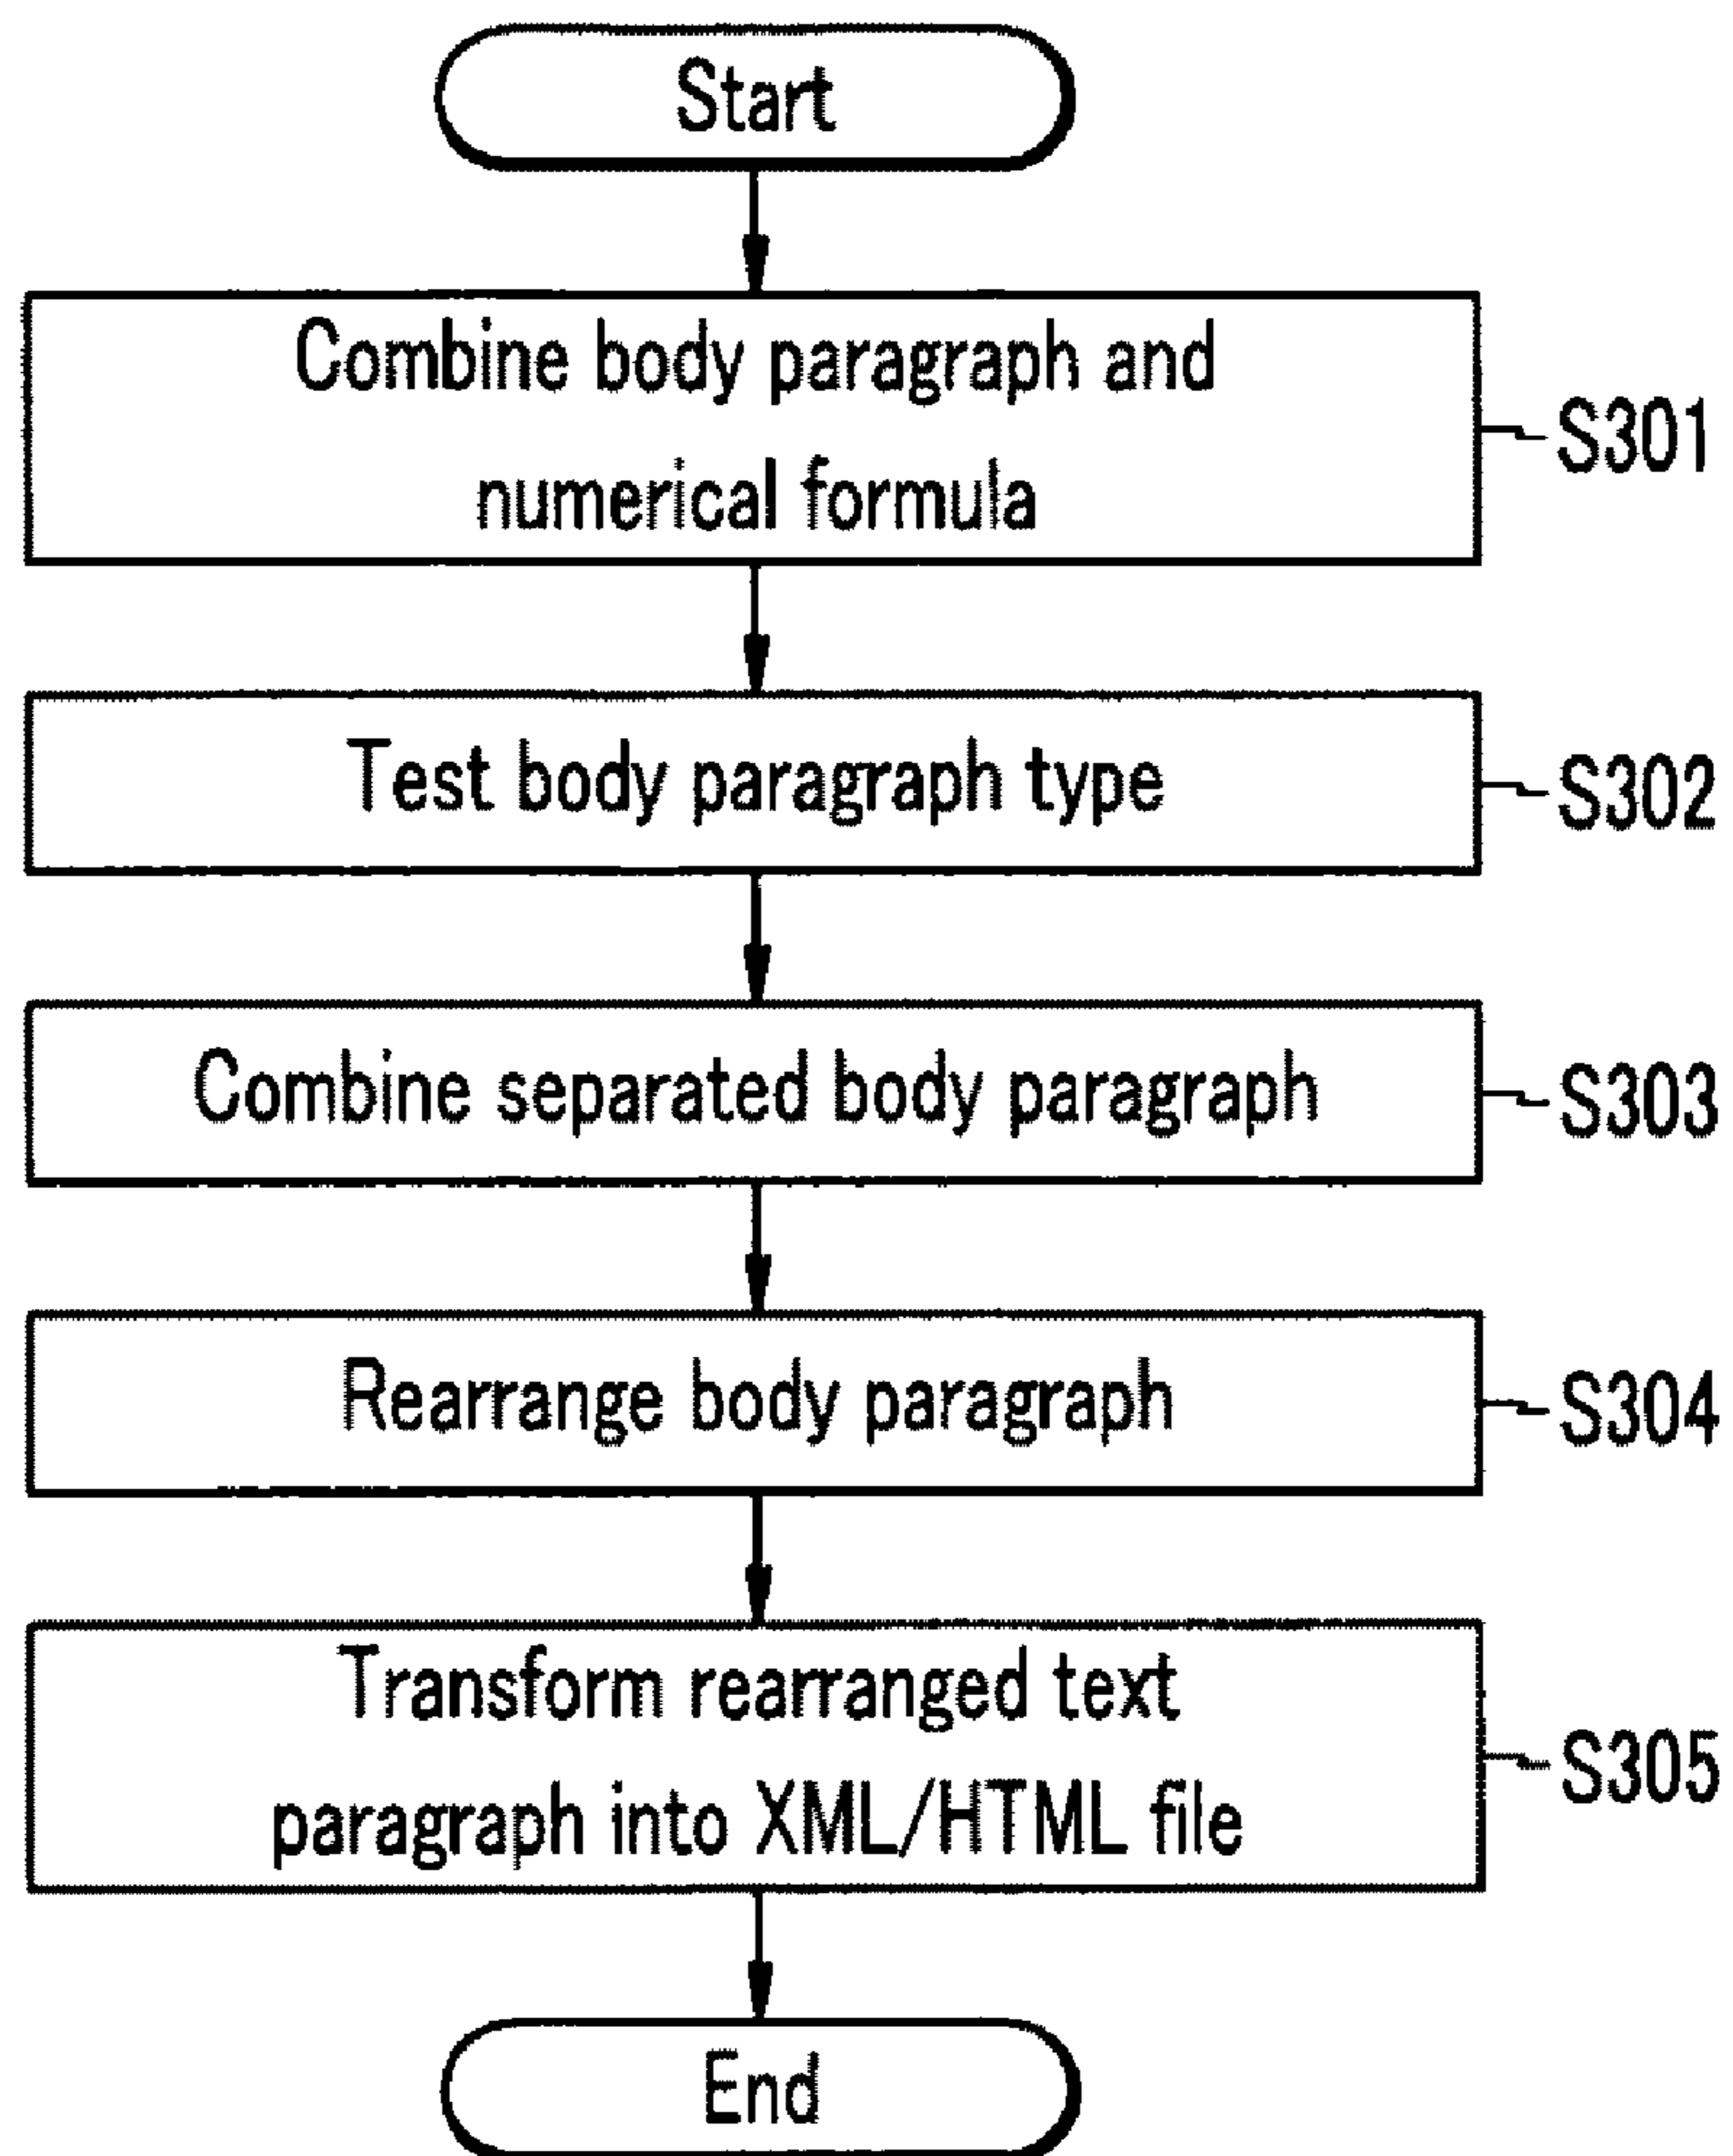 Start
Combine body paragraph and
numerical formula
S301
Test body paragraph type
S302
Combine separated body paragraph
S303
Rearrange body paragraph
S304
Transform rearranged text
paragraph into XML/HTML file
S305
End